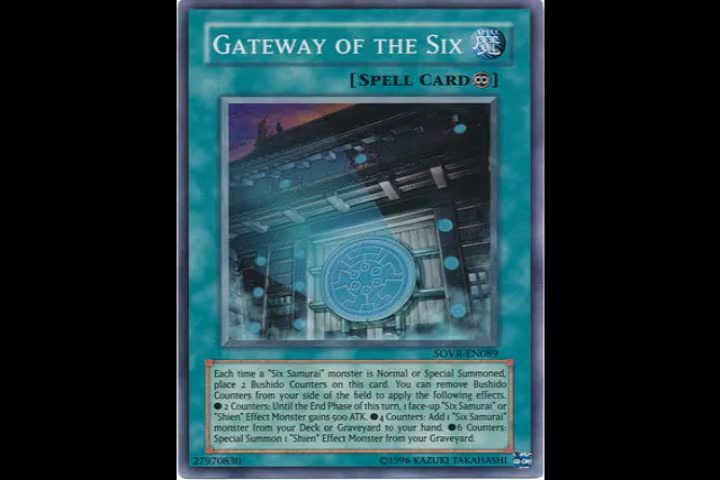 GATEWAY OF THE SIX
[SPELL CARD]
SOVR-EN089
Each time a "Six Samurai" monster is Normal or Special Summoned,
place 2 Bushido Counters on this card. You can remove Bushido
Counters from your side of the field to apply the following effects.
●2 Counters: Until the End Phase of this turn, 1 face-up "Six Samurai" or
"Shien" Effect Monster gains 500 ATK. ●4 Counters: Add 1 "Six Samurai"
monster from your Deck or Graveyard to your hand. ●6 Counters:
Special Summon 1 "Shien" Effect Monster from your Graveyard.
27970830 ©1996 KAZUKI TAKAHASHI